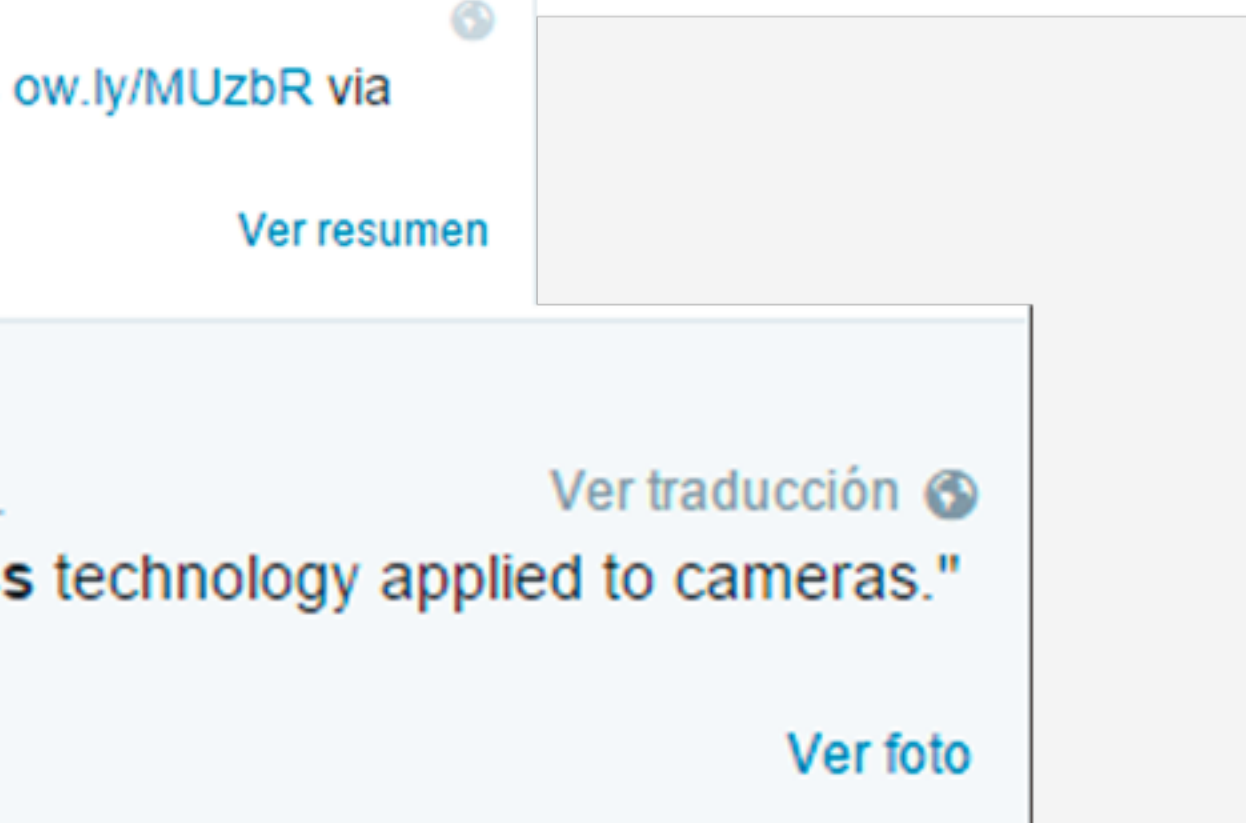 ow.ly/MUzbR via
Ver resumen
Ver traducción
s technology applied to cameras."
Ver foto